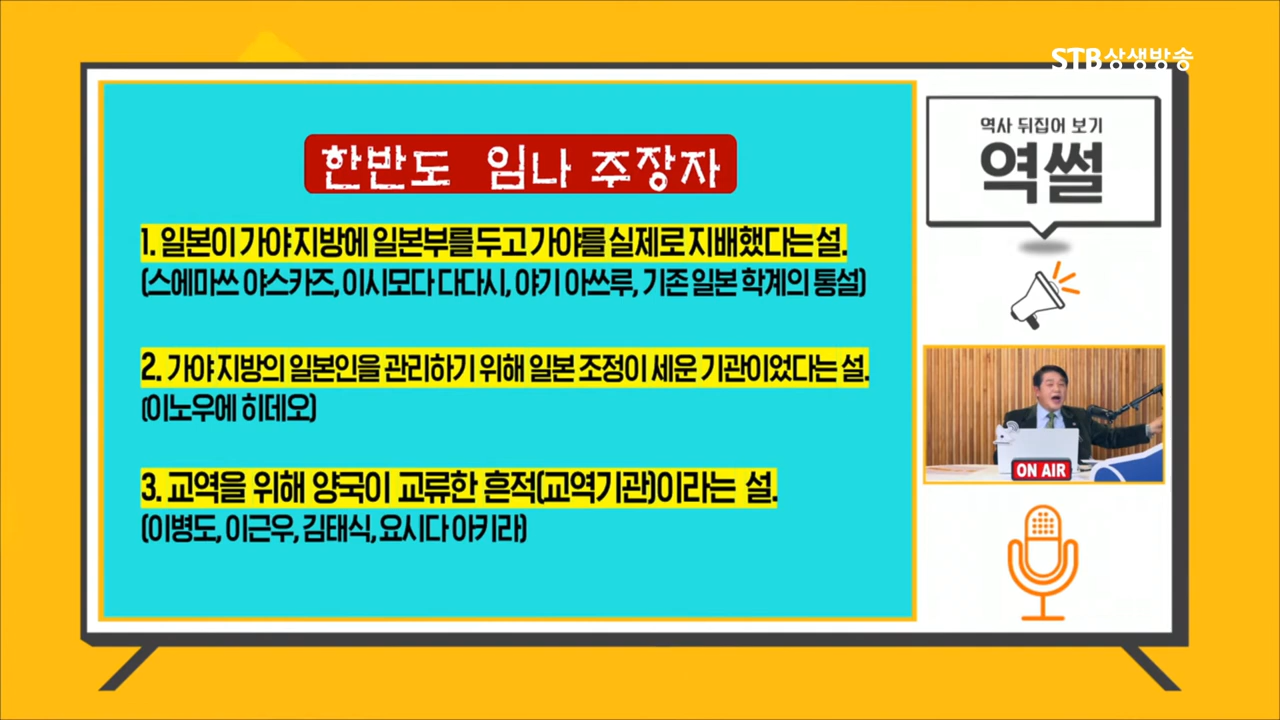 STB상생방송
역사 뒤집어 보기
역썰
한반도 임나 주장자
1. 일본이 가야 지방에 일본부를 두고 가야를 실제로 지배했다는 설.
(스에마쓰 야스카즈, 이시모다 다다시, 야기 아쓰루, 기존 일본 학계의 통설)
2. 가야 지방의 일본인을 관리하기 위해 일본 조정이 세운 기관이었다는 설.
(이노우에 히데오)
3. 교역을 위해 양국이 교류한 흔적(교역기관)이라는 설.
(이병도, 이근우, 김태식, 요시다 아키라)
ON AIR